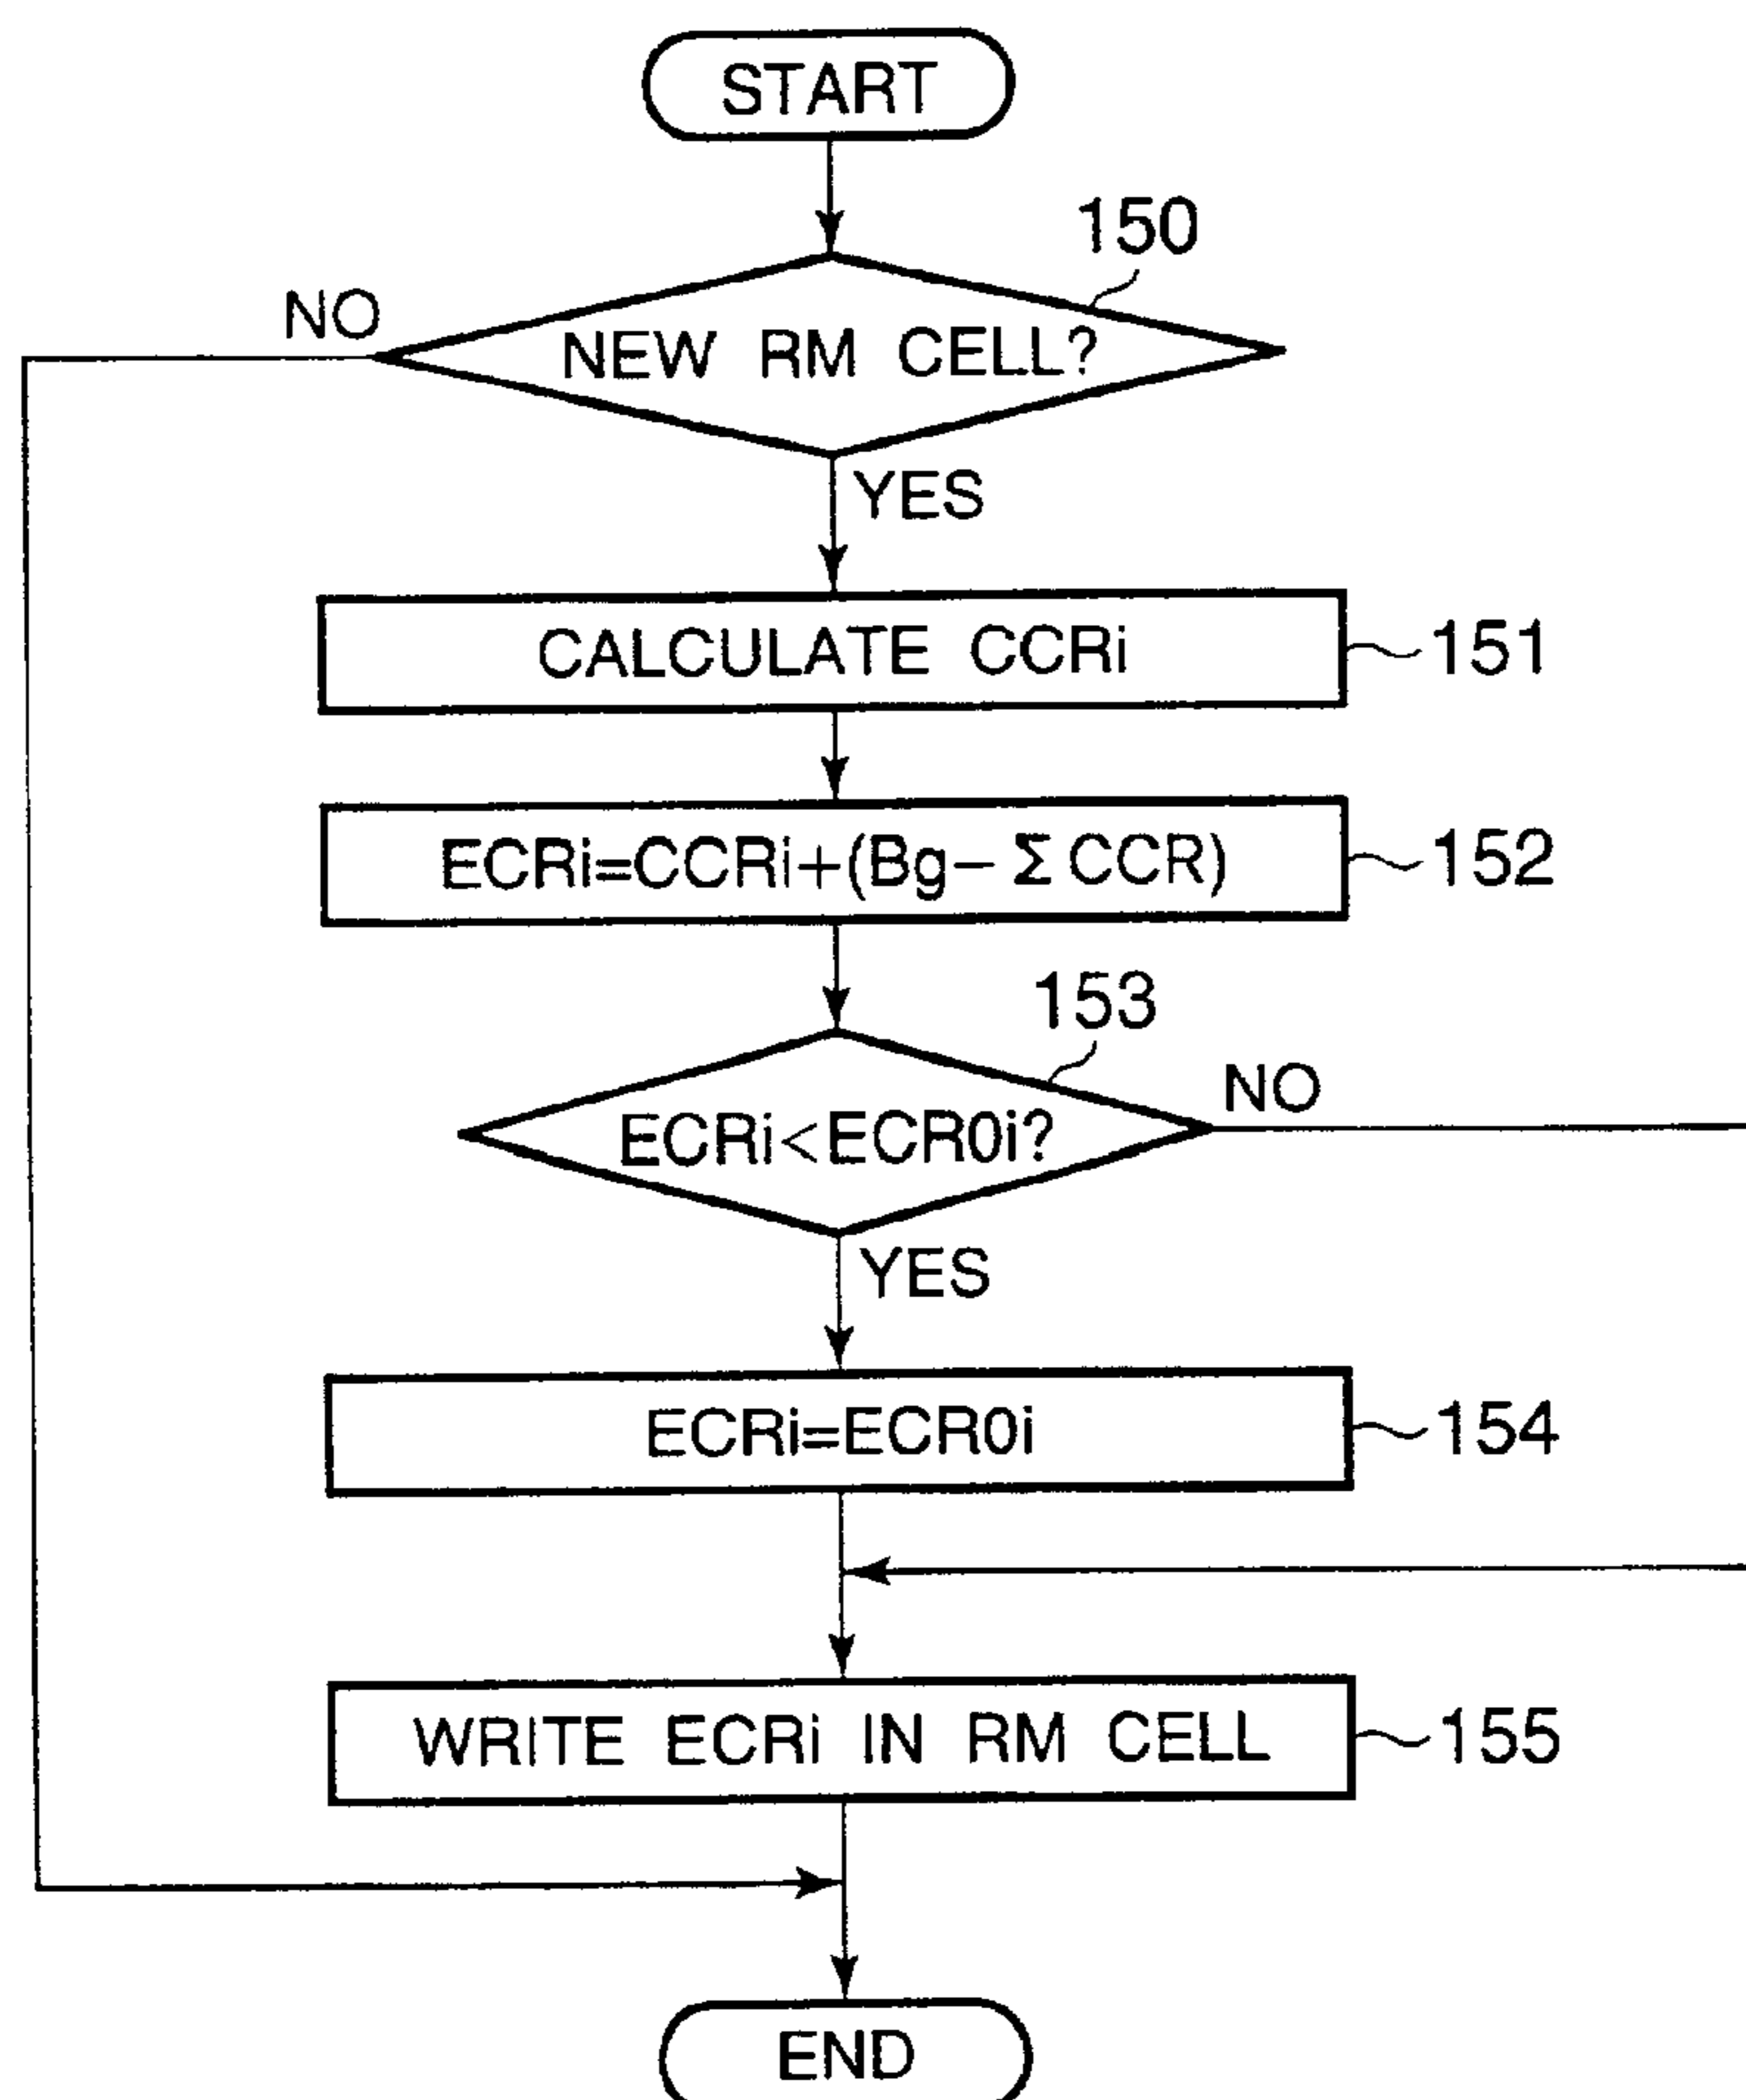 START
150
NO
NEW RM CELL?
YES
CALCULATE CCRi
151
ECRi=CCRi+(Bg-ΣCCR)
152
153
NO
ECRi<ECR0i?
YES
ECRi=ECR0i
154
WRITE ECRi IN RM CELL
155
END